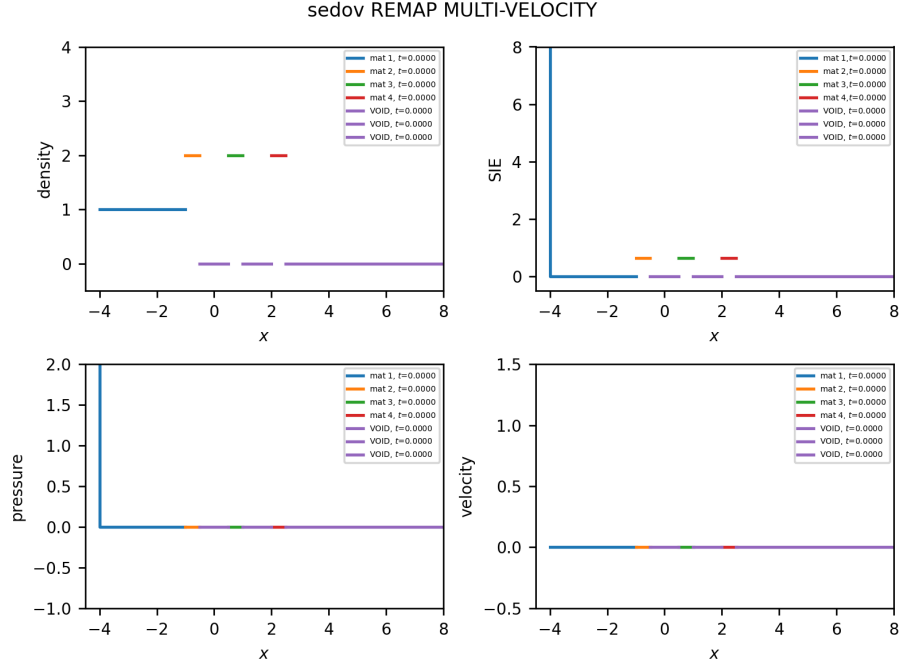 sedov REMAP MULTI-VELOCITY
4
3
2
1
0
density
−4 −2 0 2 4 6 8
x
mat 1, t=0.0000
mat 2, t=0.0000
mat 3, t=0.0000
mat 4, t=0.0000
VOID, t=0.0000
VOID, t=0.0000
VOID, t=0.0000
8
6
4
2
0
SIE
−4 −2 0 2 4 6 8
x
mat 1,t=0.0000
mat 2,t=0.0000
mat 3,t=0.0000
mat 4,t=0.0000
VOID, t=0.0000
VOID, t=0.0000
VOID, t=0.0000
2.0
1.5
1.0
0.5
0.0
−0.5
−1.0
pressure
−4 −2 0 2 4 6 8
x
mat 1, t=0.0000
mat 2, t=0.0000
mat 3, t=0.0000
mat 4, t=0.0000
VOID, t=0.0000
VOID, t=0.0000
VOID, t=0.0000
1.5
1.0
0.5
0.0
−0.5
velocity
−4 −2 0 2 4 6 8
x
mat 1, t=0.0000
mat 2, t=0.0000
mat 3, t=0.0000
mat 4, t=0.0000
VOID, t=0.0000
VOID, t=0.0000
VOID, t=0.0000